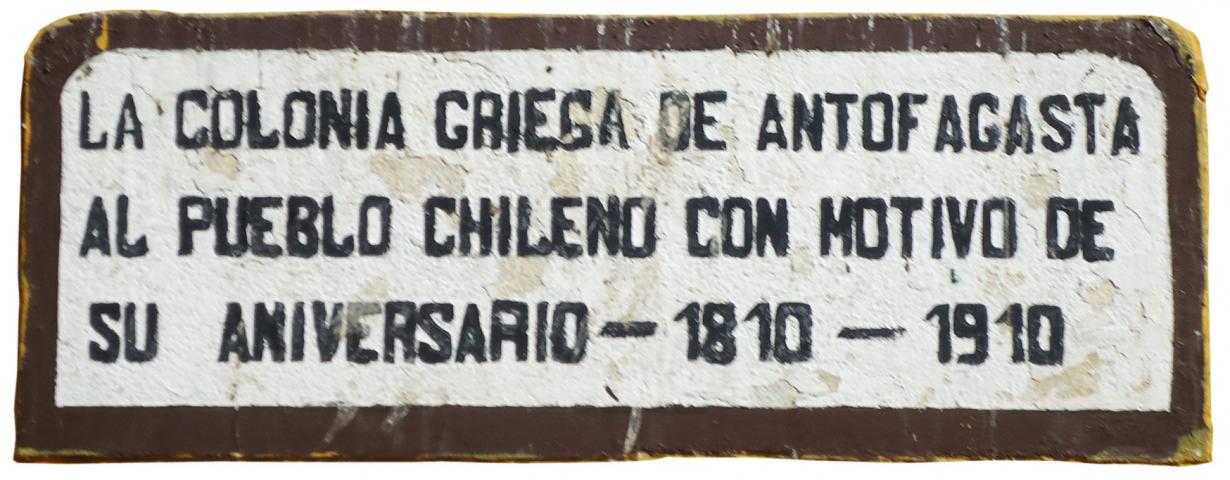 LA COLONIA GRIEGA DE ANTOFAGASTA
AL PUEBLO CHILENO CON MOTIVO DE
SU ANIVERSARIO — 1810 — 1910